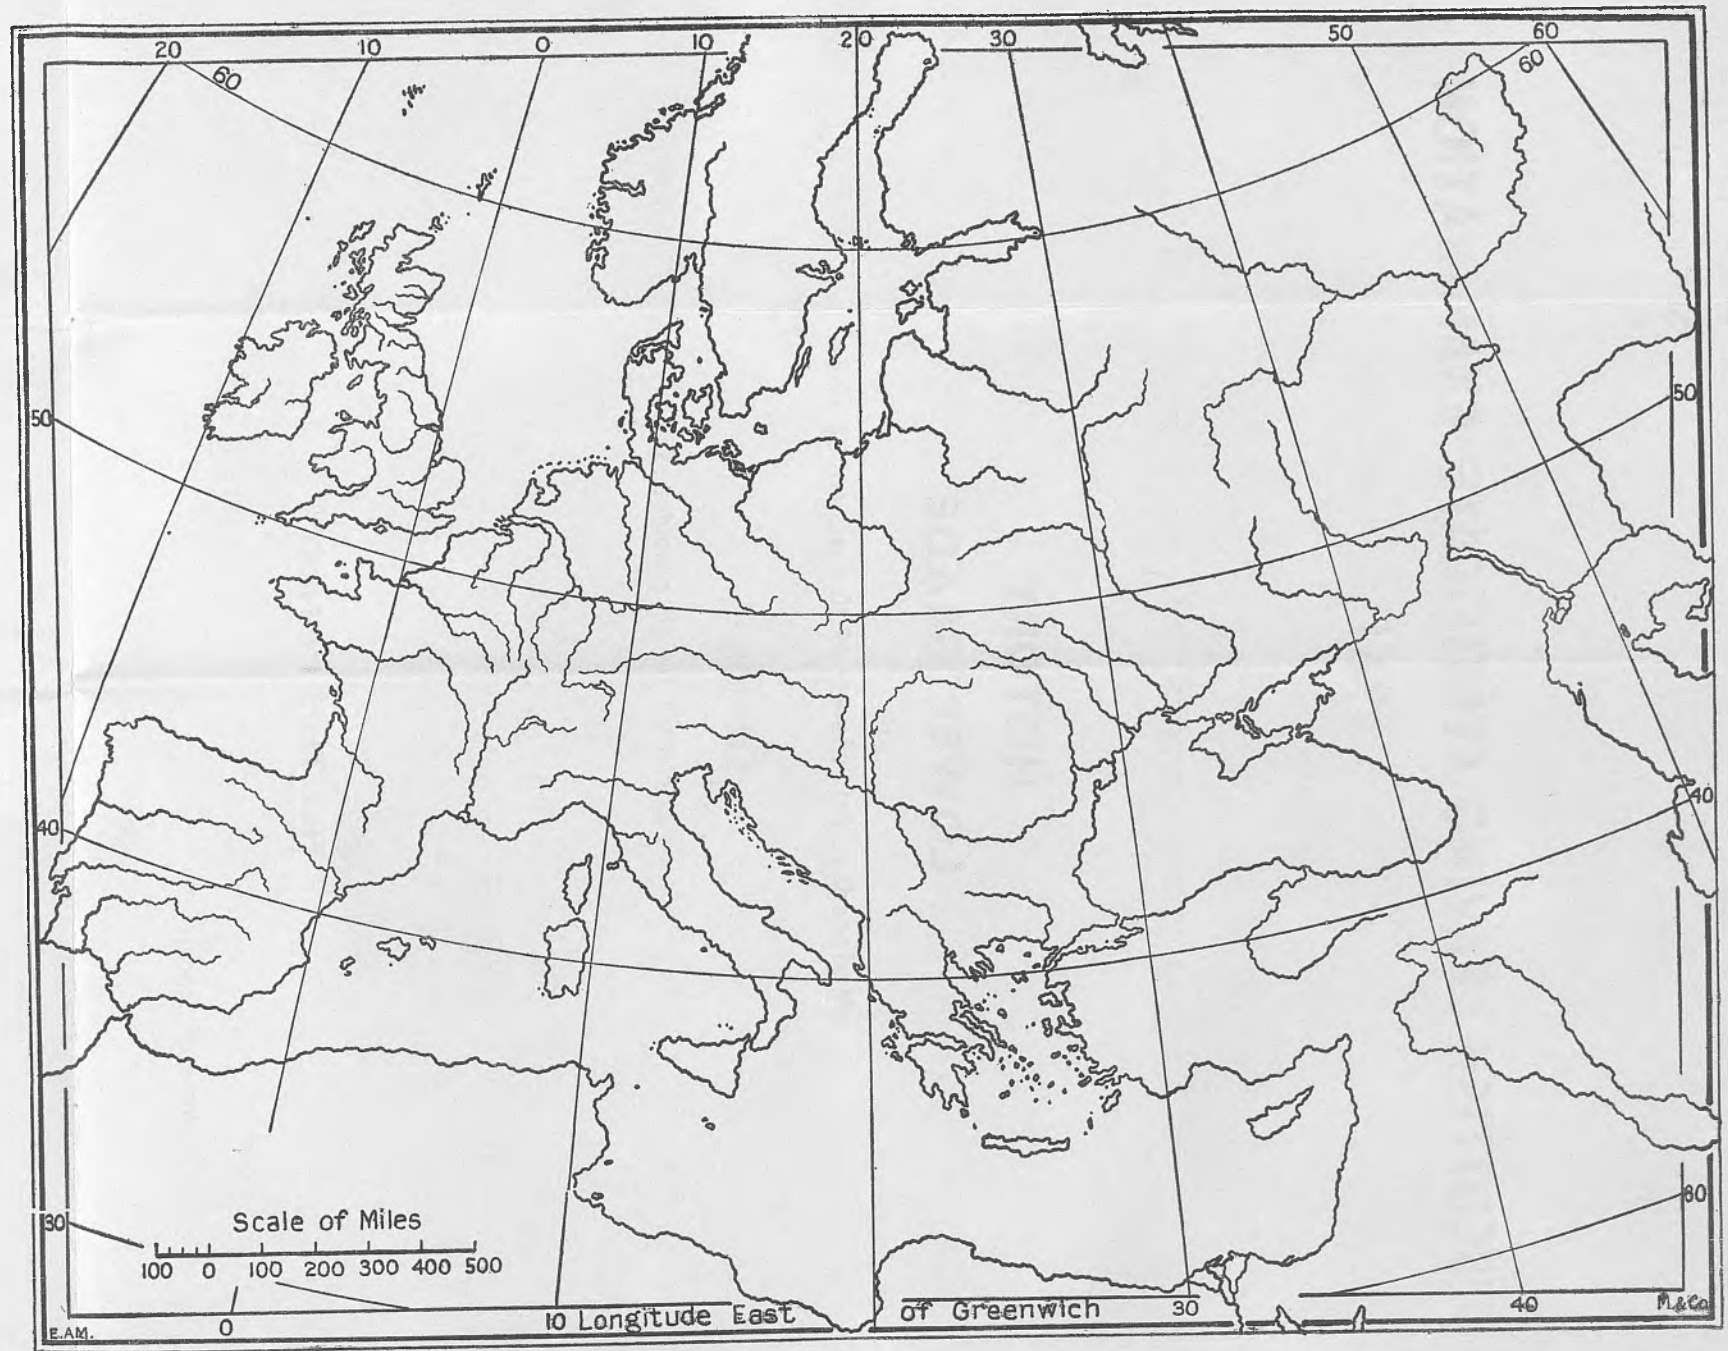 20 10 0 10 20 30 50 60
60 60
50 50
40 40
30 30
Scale of Miles
100 0 100 200 300 400 500
0 10 Longitude East of Greenwich 30 40
E.AM. M.&Co